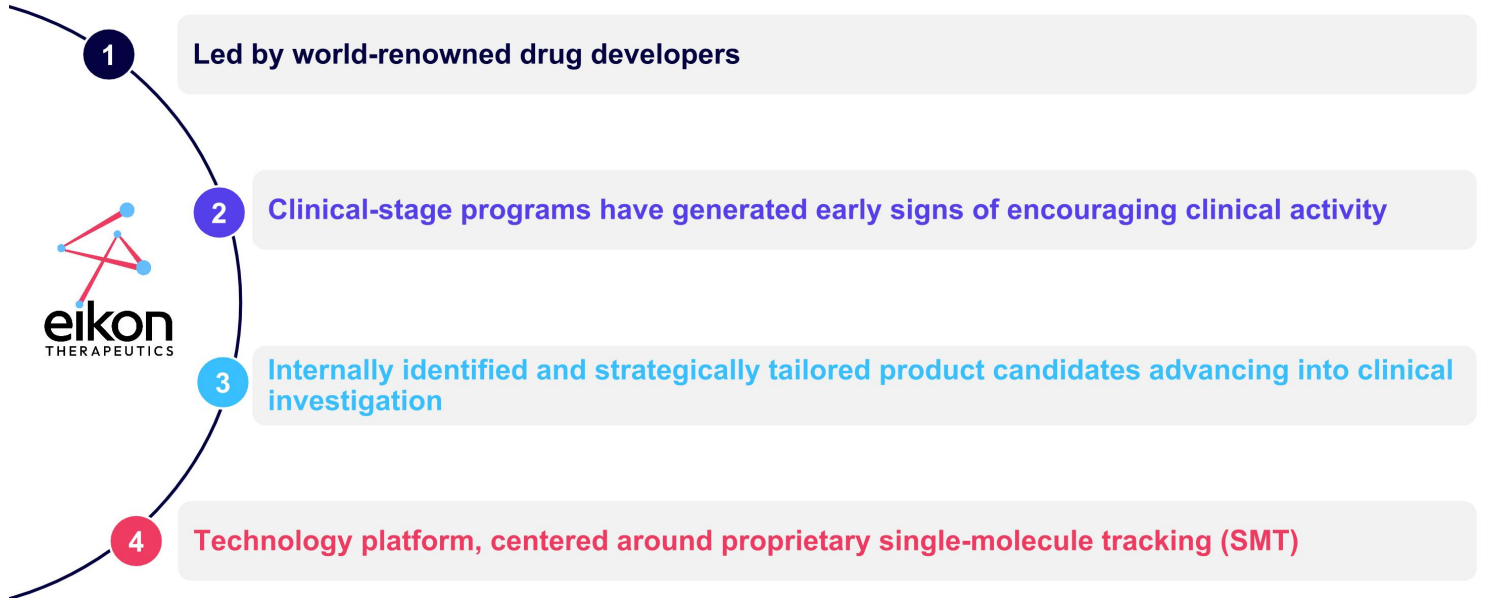 1
Led by world-renowned drug developers
2
Clinical-stage programs have generated early signs of encouraging clinical activity
eikon
THERAPEUTICS
3
Internally identified and strategically tailored product candidates advancing into clinical
investigation
4
Technology platform, centered around proprietary single-molecule tracking (SMT)